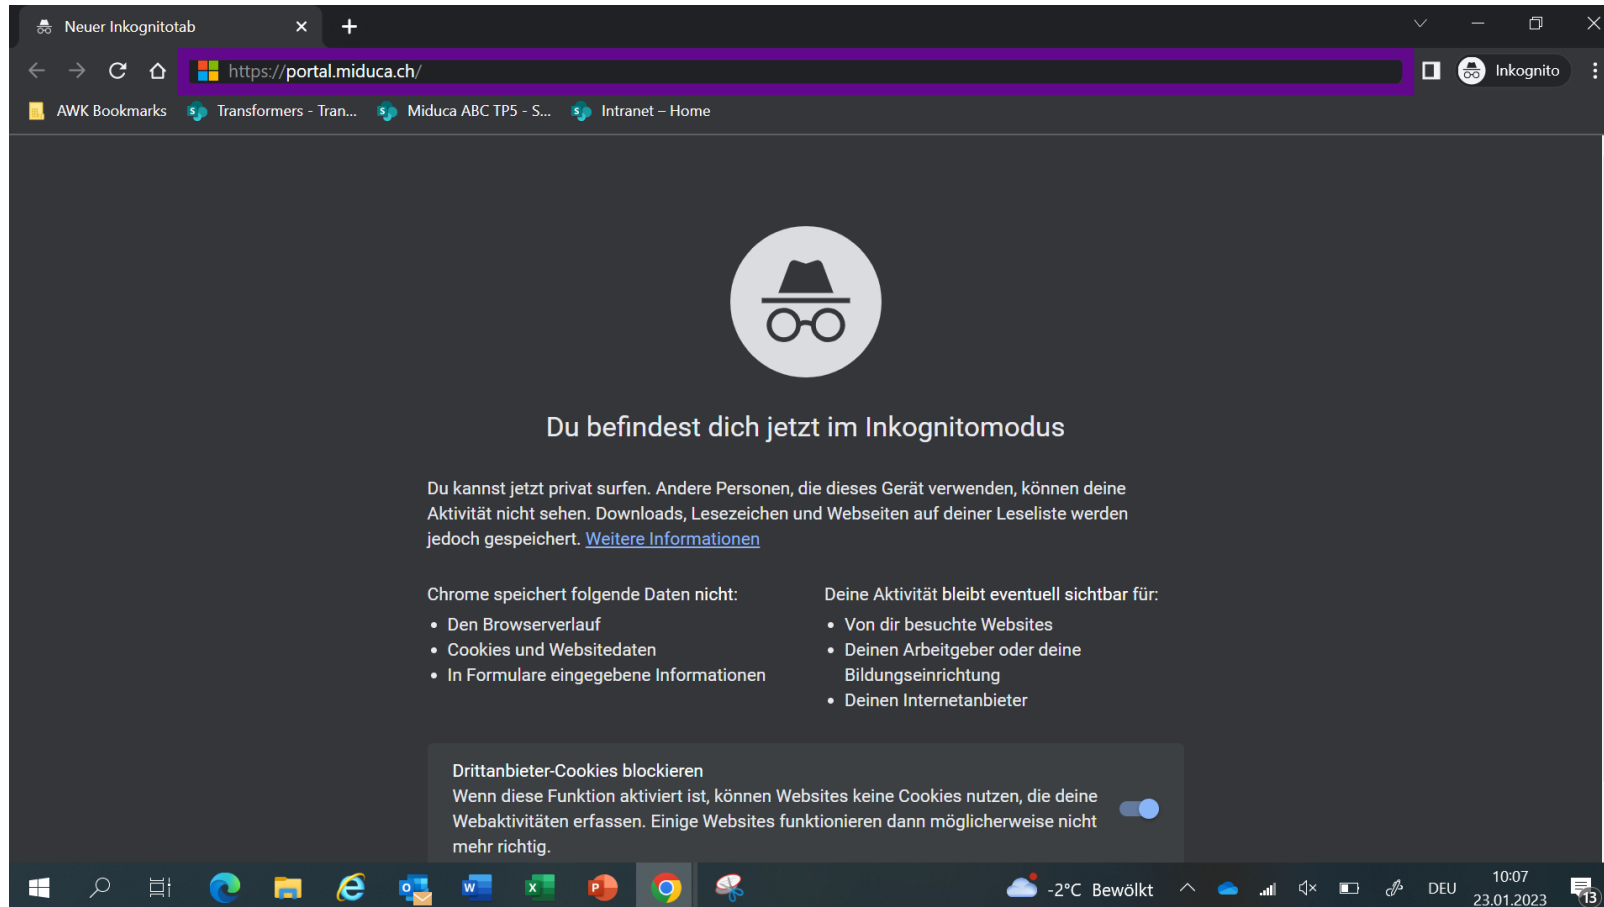 Neuer Inkognitotab
https://portal.miduca.ch/
Inkognito
AWK Bookmarks
Transformers - Tran...
Miduca ABC TP5 - S...
Intranet – Home
Du befindest dich jetzt im Inkognitomodus
Du kannst jetzt privat surfen. Andere Personen, die dieses Gerät verwenden, können deine
Aktivität nicht sehen. Downloads, Lesezeichen und Webseiten auf deiner Leseliste werden
jedoch gespeichert. Weitere Informationen
Chrome speichert folgende Daten nicht:
• Den Browserverlauf
• Cookies und Websitedaten
• In Formulare eingegebene Informationen
Deine Aktivität bleibt eventuell sichtbar für:
• Von dir besuchte Websites
• Deinen Arbeitgeber oder deine
Bildungseinrichtung
• Deinen Internetanbieter
Drittanbieter-Cookies blockieren
Wenn diese Funktion aktiviert ist, können Websites keine Cookies nutzen, die deine
Webaktivitäten erfassen. Einige Websites funktionieren dann möglicherweise nicht
mehr richtig.
-2°C Bewölkt
DEU
10:07
23.01.2023
13